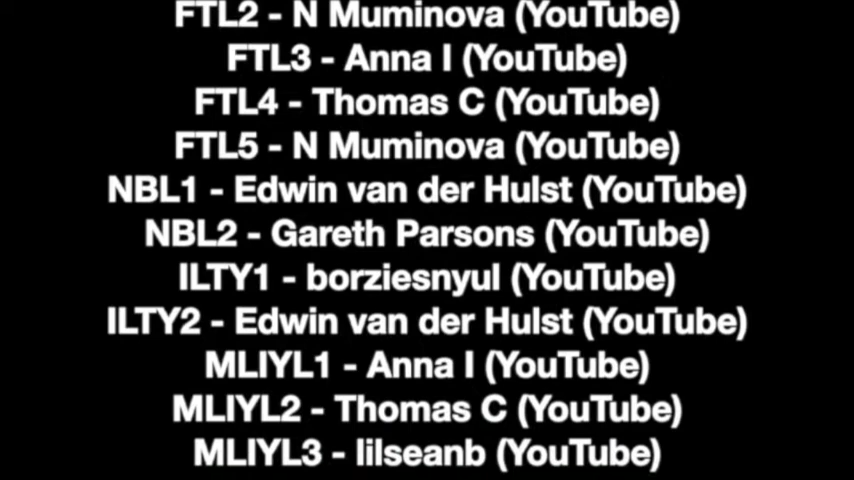 FTL2 - N Muminova (YouTube)
FTL3 - Anna I (YouTube)
FTL4 - Thomas C (YouTube)
FTL5 - N Muminova (YouTube)
NBL1 - Edwin van der Hulst (YouTube)
NBL2 - Gareth Parsons (YouTube)
ILTY1 - borziesnyul (YouTube)
ILTY2 - Edwin van der Hulst (YouTube)
MLIYL1 - Anna I (YouTube)
MLIYL2 - Thomas C (YouTube)
MLIYL3 - lilseanb (YouTube)